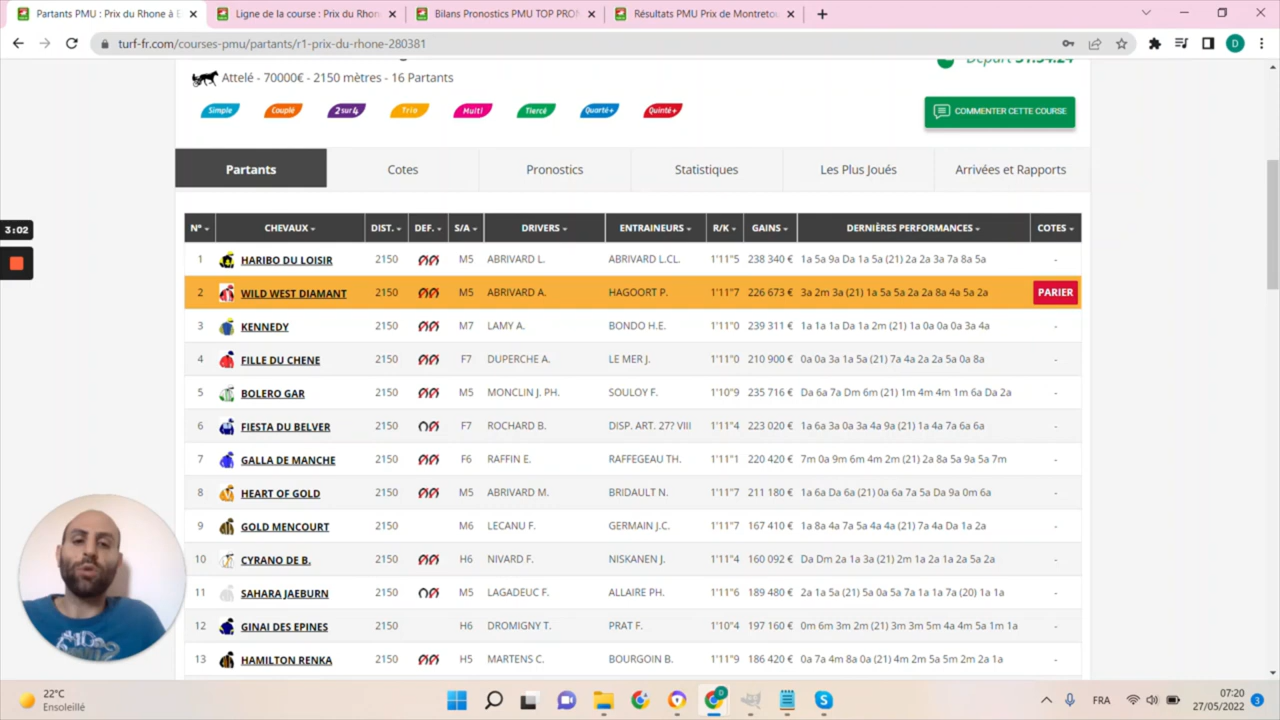 Partants PMU : Prix du Rhone à E
Ligne de la course : Prix du Rhon
Bilans Pronostics PMU TOP PRON
Résultats PMU Prix de Montretou
turf-fr.com/courses-pmu/partants/r1-prix-du-rhone-280381
D
Attelé - 70000€ - 2150 mètres - 16 Partants
Simple Couplé 2sur4 Trio Multi Tiercé Quarté+ Quinté+
COMMENTER CETTE COURSE
Partants Cotes Pronostics Statistiques Les Plus Joués Arrivées et Rapports
N° CHEVAUX DIST. DEF. S/A DRIVERS ENTRAINEURS R/K GAINS DERNIÈRES PERFORMANCES COTES
3:02
1 HARIBO DU LOISIR 2150 M5 ABRIVARD L. ABRIVARD L.CL. 1'11"5 238 340 € 1a 5a 9a Da 1a 5a (21) 2a 2a 3a 7a 8a 5a -
2 WILD WEST DIAMANT 2150 M5 ABRIVARD A. HAGOORT P. 1'11"7 226 673 € 3a 2m 3a (21) 1a 5a 5a 2a 2a 8a 4a 5a 2a PARIER
3 KENNEDY 2150 M7 LAMY A. BONDO H.E. 1'11"0 239 311 € 1a 1a 1a Da 1a 2m (21) 1a 0a 0a 0a 3a 4a -
4 FILLE DU CHENE 2150 F7 DUPERCHE A. LE MER J. 1'11"0 210 900 € 0a 0a 3a 1a 5a (21) 7a 4a 2a 2a 5a 0a 8a -
5 BOLERO GAR 2150 M5 MONCLIN J. PH. SOULOY F. 1'10"9 235 716 € Da 6a 7a Dm 6m (21) 1m 4m 4m 1m 6a Da 2a -
6 FIESTA DU BELVER 2150 F7 ROCHARD B. DISP. ART. 27? VIII 1'11"4 223 020 € 1a 6a 3a 0a 3a 4a 9a (21) 1a 4a 7a 6a 6a -
7 GALLA DE MANCHE 2150 F6 RAFFIN E. RAFFEGEAU TH. 1'11"1 220 420 € 7m 0a 9m 6m 4m 2m (21) 2a 8a 5a 9a 5a 7m -
8 HEART OF GOLD 2150 M5 ABRIVARD M. BRIDAULT N. 1'11"7 211 180 € 1a 6a Da 6a (21) 0a 6a 7a 5a Da 9a 0m 6a -
9 GOLD MENCOURT 2150 M6 LECANU F. GERMAIN J.C. 1'11"7 167 410 € 1a 8a 4a 7a 5a 4a 4a (21) 7a 4a Da 1a 2a -
10 CYRANO DE B. 2150 H6 NIVARD F. NISKANEN J. 1'11"4 160 092 € Da Dm 2a 1a 3a (21) 2m 1a 2a 1a 2a 5a 2a -
11 SAHARA JAEBURN 2150 M5 LAGADEUC F. ALLAIRE PH. 1'11"6 189 480 € 2a 1a 5a (21) 5a 0a 5a 7a 1a 1a 7a (20) 1a 1a -
12 GINAI DES EPINES 2150 H6 DROMIGNY T. PRAT F. 1'10"4 197 160 € 0m 6m 3m 2m (21) 3m 3m 5m 4a 4m 5a 1m 1a -
13 HAMILTON RENKA 2150 H5 MARTENS C. BOURGOIN B. 1'11"9 186 420 € 0a 7a 4m 8a 0a (21) 4m 2m 5a 5m 2m 2a 1a -
22°C
Ensoleillé
FRA
07:20
27/05/2022
3